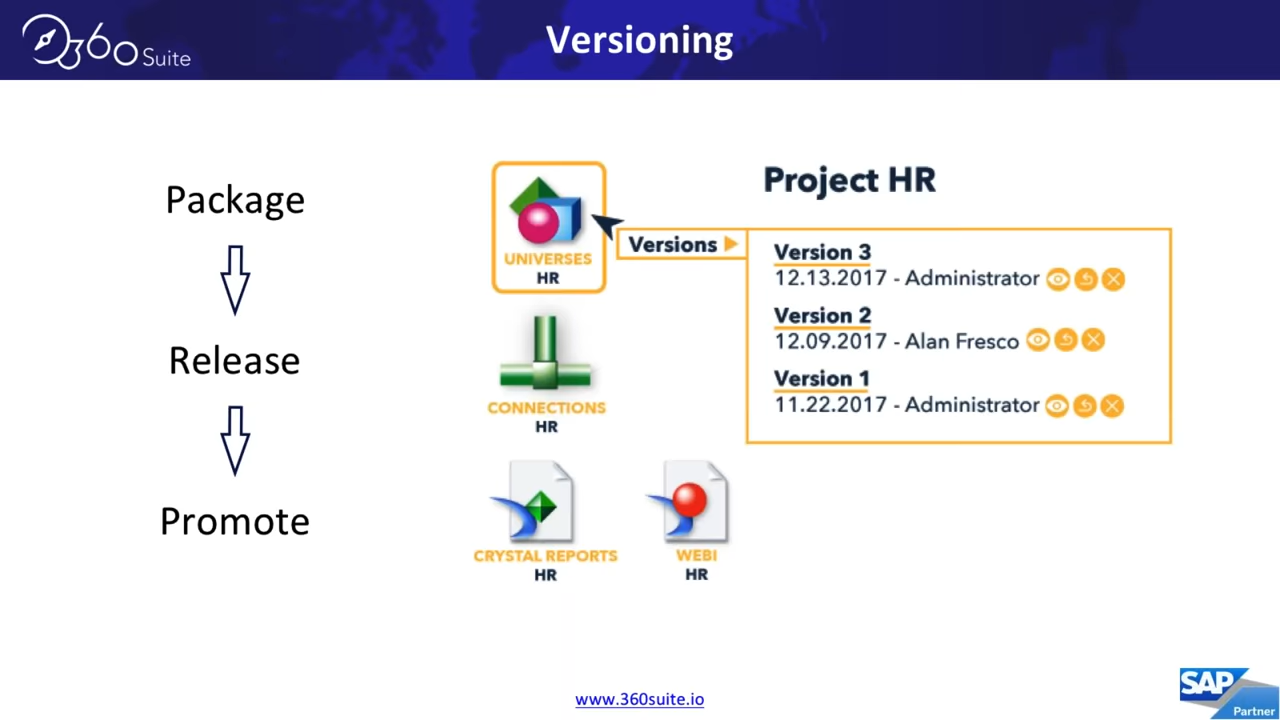 360Suite
Versioning
Package
Release
Promote
Project HR
UNIVERSES
HR
Versions
Version 3
12.13.2017 - Administrator
Version 2
12.09.2017 - Alan Fresco
Version 1
11.22.2017 - Administrator
CONNECTIONS
HR
CRYSTAL REPORTS
HR
WEBI
HR
www.360suite.io
SAP
Partner